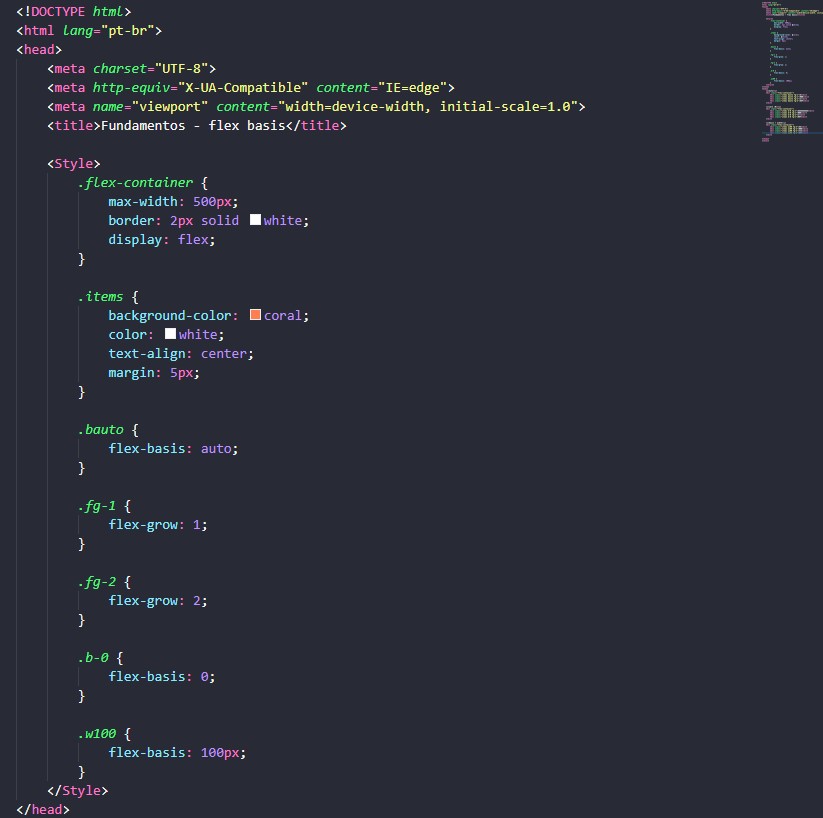 <!DOCTYPE html>
<html lang="pt-br">
<head>
    <meta charset="UTF-8">
    <meta http-equiv="X-UA-Compatible" content="IE=edge">
    <meta name="viewport" content="width=device-width, initial-scale=1.0">
    <title>Fundamentos - flex basis</title>

    <Style>
        .flex-container {
            max-width: 500px;
            border: 2px solid white;
            display: flex;
        }

        .items {
            background-color: coral;
            color: white;
            text-align: center;
            margin: 5px;
        }

        .bauto {
            flex-basis: auto;
        }

        .fg-1 {
            flex-grow: 1;
        }

        .fg-2 {
            flex-grow: 2;
        }

        .b-0 {
            flex-basis: 0;
        }

        .w100 {
            flex-basis: 100px;
        }
    </Style>
</head>